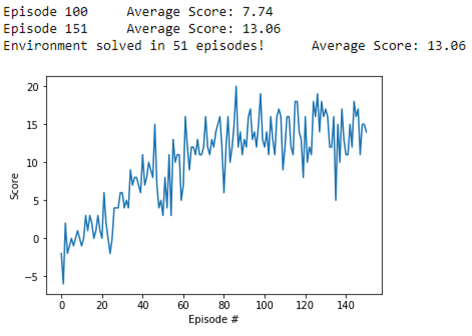 Episode 100 Average Score: 7.74
Episode 151 Average Score: 13.06
Environment solved in 51 episodes! Average Score: 13.06
20
15
10
5
0
−5
Score
0 20 40 60 80 100 120 140
Episode #